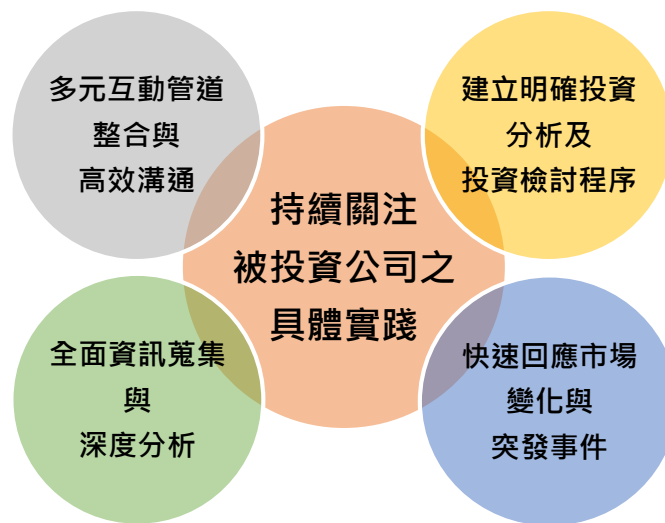 多元互動管道
整合與
高效溝通
建立明確投資
分析及
投資檢討程序
持續關注
被投資公司之
具體實踐
全面資訊蒐集
與
深度分析
快速回應市場
變化與
突發事件